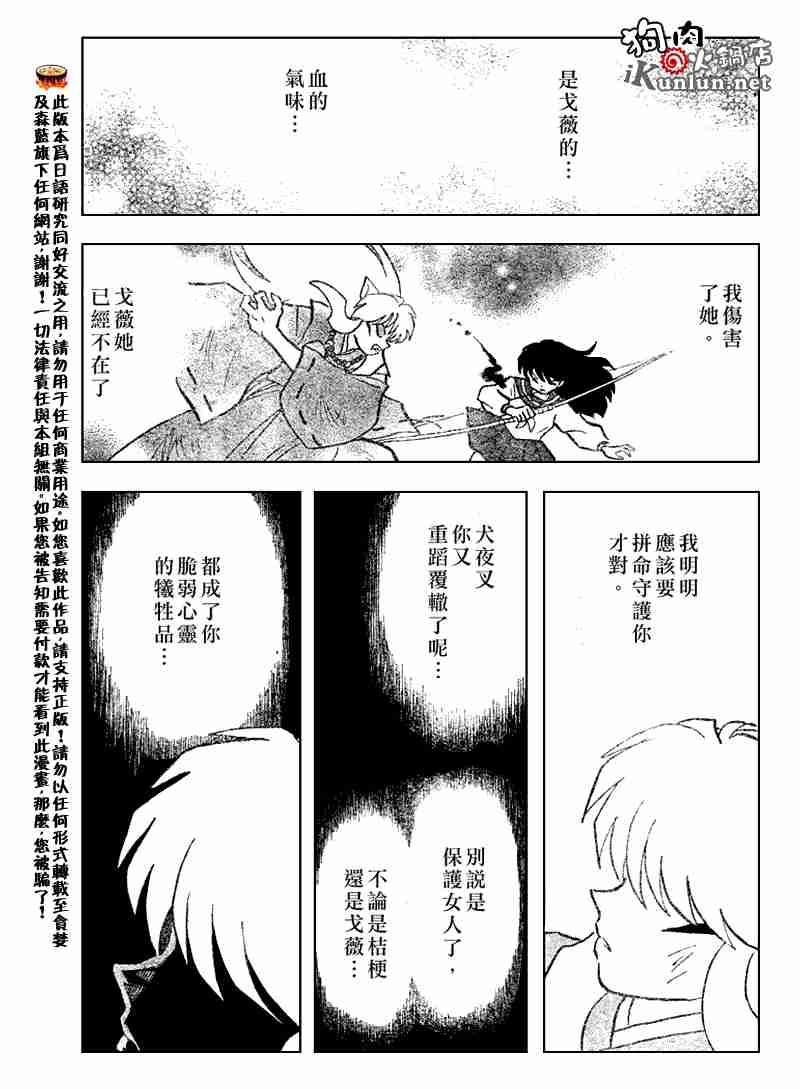 狗肉
火鍋店
iKunlun.net
是戈薇的…
血的
氣味…
我傷害
了她。
戈薇她
已經不在了
我明明
應該要
拼命守護你
才對。
犬夜叉
你又
重蹈覆轍了呢…
別説是
保護女人了，
不論是桔梗
還是戈薇…
都成了你
脆弱心靈
的犧牲品…
此版本爲日語研究同好交流之用，請勿用于任何商業用途。如您喜歡此作品，請支持正版！請勿以任何形式轉載至貪婪
及森藍旗下任何網站，謝謝！一切法律責任與本組無關。如果您被告知需要付款才能看到此漫畫，那麼，您被騙了！